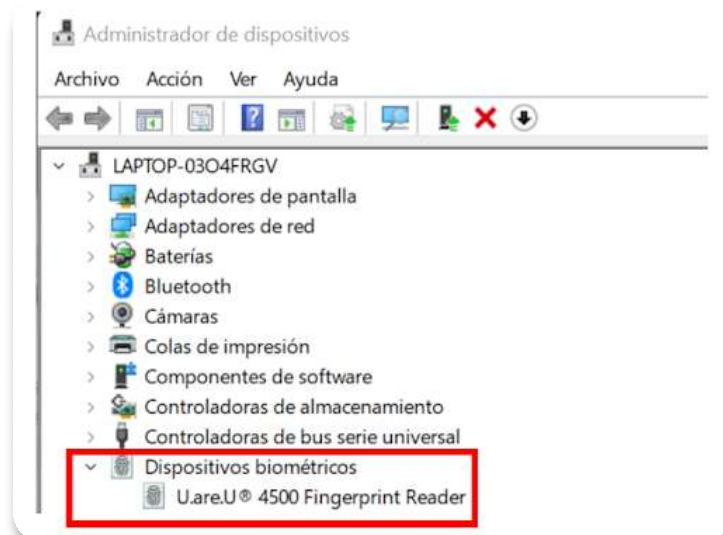 Administrador de dispositivos
Archivo Acción Ver Ayuda
LAPTOP-03O4FRGV
Adaptadores de pantalla
Adaptadores de red
Baterías
Bluetooth
Cámaras
Colas de impresión
Componentes de software
Controladoras de almacenamiento
Controladoras de bus serie universal
Dispositivos biométricos
U.are.U® 4500 Fingerprint Reader